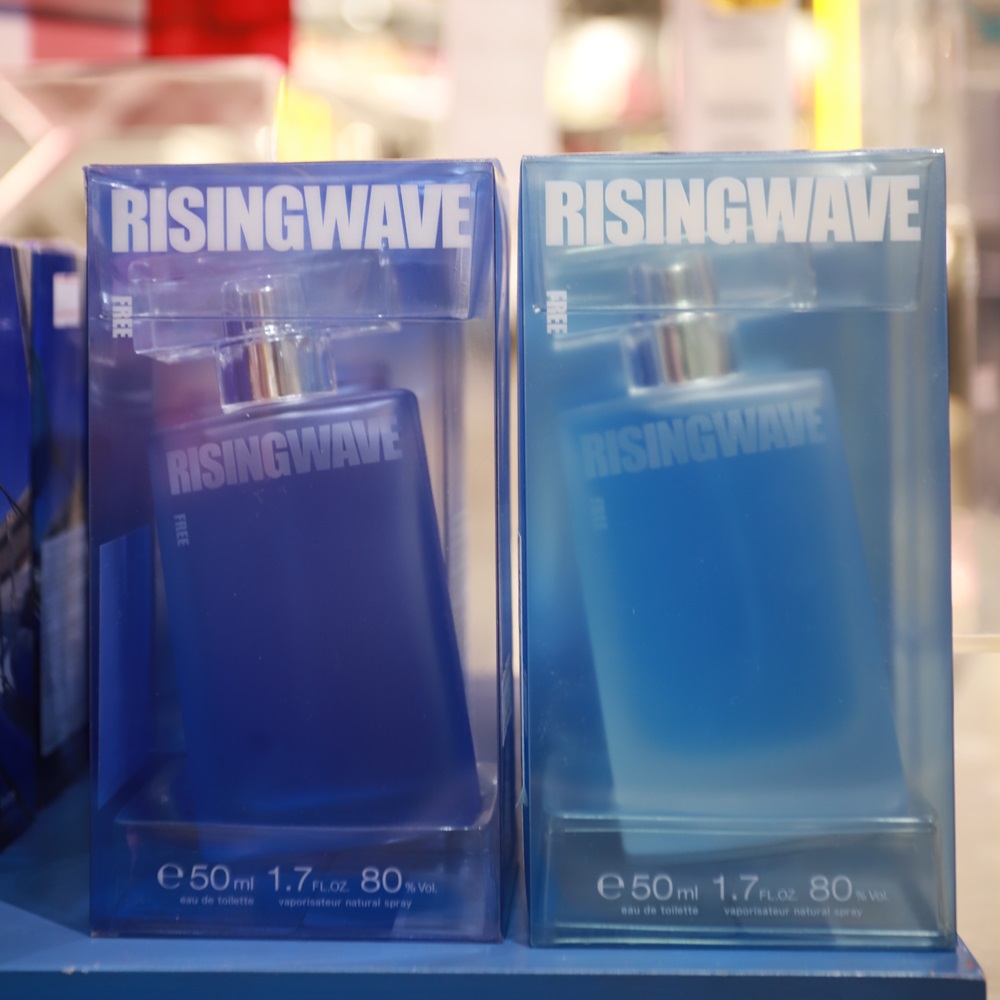 RISINGWAVE
FREE
RISINGWAVE
FREE
e50ml 1.7FL.OZ. 80%Vol.
eau de toilette vaporisateur natural spray
RISINGWAVE
FREE
RISINGWAVE
FREE
e50ml 1.7FL.OZ. 80%Vol.
eau de toilette vaporisateur natural spray